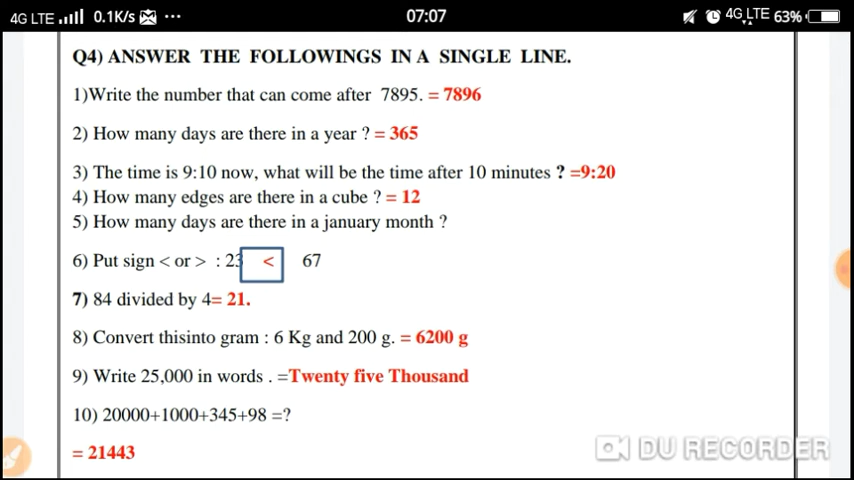 4G LTE 0.1K/s ... 07:07 4G LTE 63%
Q4) ANSWER THE FOLLOWINGS IN A SINGLE LINE.
1)Write the number that can come after 7895. = 7896
2) How many days are there in a year ? = 365
3) The time is 9:10 now, what will be the time after 10 minutes ? =9:20
4) How many edges are there in a cube ? = 12
5) How many days are there in a january month ?
6) Put sign < or > : 23 < 67
7) 84 divided by 4= 21.
8) Convert thisinto gram : 6 Kg and 200 g. = 6200 g
9) Write 25,000 in words . =Twenty five Thousand
10) 20000+1000+345+98 =?
= 21443
DU RECORDER